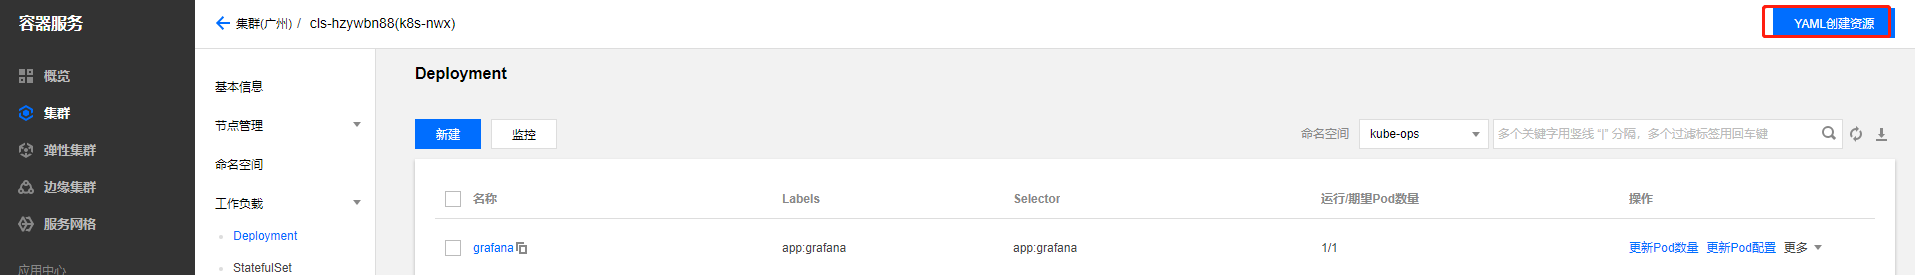 容器服务
集群(广州) / cls-hzywbn88(k8s-nwx)
YAML创建资源
概览
集群
弹性集群
边缘集群
服务网格
应用中心
基本信息
节点管理
命名空间
工作负载
Deployment
StatefulSet
Deployment
新建 监控
命名空间 kube-ops 多个关键字用竖线 "|" 分隔，多个过滤标签用回车键
名称 Labels Selector 运行/期望Pod数量 操作
grafana app:grafana app:grafana 1/1 更新Pod数量 更新Pod配置 更多